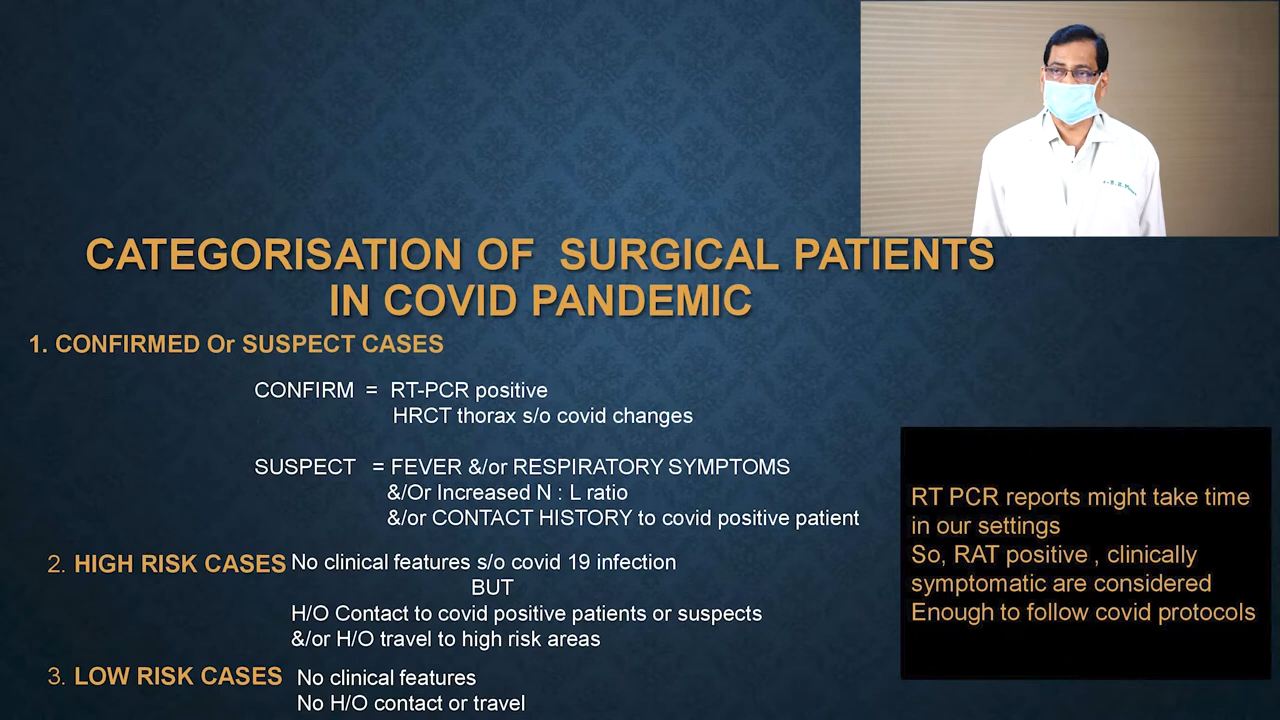 CATEGORISATION OF SURGICAL PATIENTS
IN COVID PANDEMIC
1. CONFIRMED Or SUSPECT CASES
CONFIRM = RT-PCR positive
HRCT thorax s/o covid changes
SUSPECT = FEVER &/or RESPIRATORY SYMPTOMS
&/Or Increased N : L ratio
&/or CONTACT HISTORY to covid positive patient
2. HIGH RISK CASES No clinical features s/o covid 19 infection
BUT
H/O Contact to covid positive patients or suspects
&/or H/O travel to high risk areas
3. LOW RISK CASES No clinical features
No H/O contact or travel
RT PCR reports might take time
in our settings
So, RAT positive , clinically
symptomatic are considered
Enough to follow covid protocols